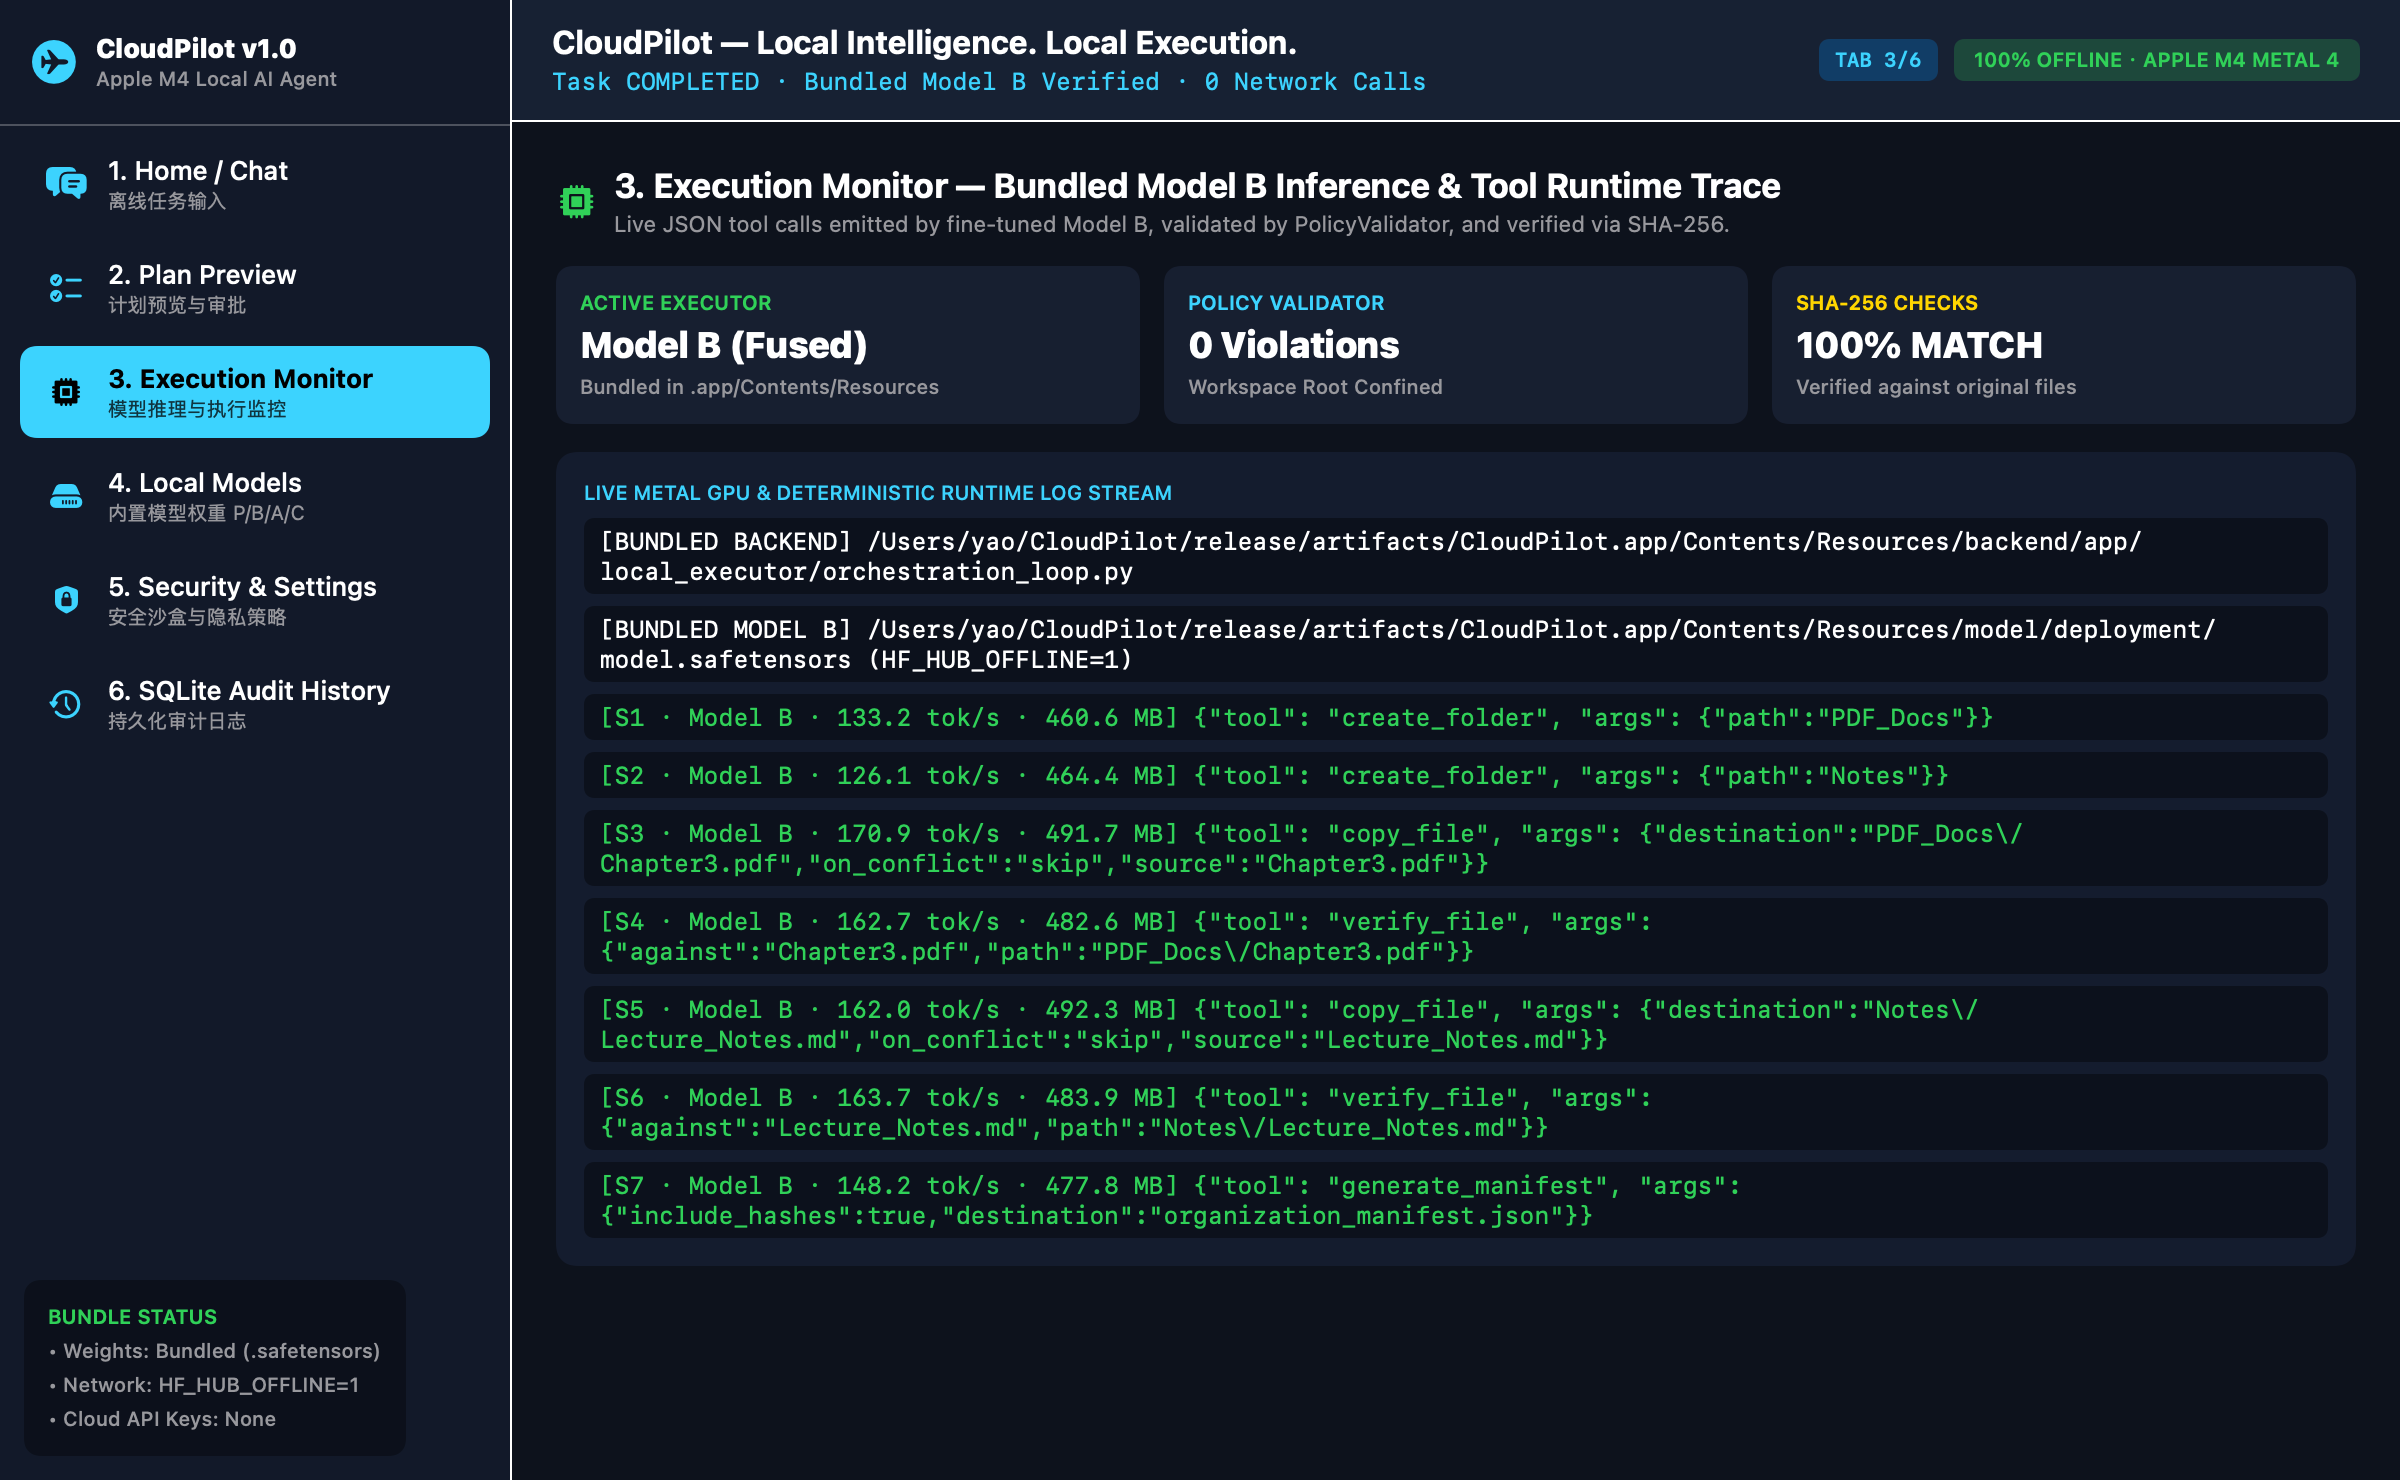 CloudPilot v1.0
Apple M4 Local AI Agent
1. Home / Chat
离线任务输入
2. Plan Preview
计划预览与审批
3. Execution Monitor
模型推理与执行监控
4. Local Models
内置模型权重 P/B/A/C
5. Security & Settings
安全沙盒与隐私策略
6. SQLite Audit History
持久化审计日志
BUNDLE STATUS
• Weights: Bundled (.safetensors)
• Network: HF_HUB_OFFLINE=1
• Cloud API Keys: None
CloudPilot — Local Intelligence. Local Execution.
Task COMPLETED · Bundled Model B Verified · 0 Network Calls
TAB 3/6
100% OFFLINE · APPLE M4 METAL 4
3. Execution Monitor — Bundled Model B Inference & Tool Runtime Trace
Live JSON tool calls emitted by fine-tuned Model B, validated by PolicyValidator, and verified via SHA-256.
ACTIVE EXECUTOR
Model B (Fused)
Bundled in .app/Contents/Resources
POLICY VALIDATOR
0 Violations
Workspace Root Confined
SHA-256 CHECKS
100% MATCH
Verified against original files
LIVE METAL GPU & DETERMINISTIC RUNTIME LOG STREAM
[BUNDLED BACKEND] /Users/yao/CloudPilot/release/artifacts/CloudPilot.app/Contents/Resources/backend/app/
local_executor/orchestration_loop.py
[BUNDLED MODEL B] /Users/yao/CloudPilot/release/artifacts/CloudPilot.app/Contents/Resources/model/deployment/
model.safetensors (HF_HUB_OFFLINE=1)
[S1 · Model B · 133.2 tok/s · 460.6 MB] {"tool": "create_folder", "args": {"path":"PDF_Docs"}}
[S2 · Model B · 126.1 tok/s · 464.4 MB] {"tool": "create_folder", "args": {"path":"Notes"}}
[S3 · Model B · 170.9 tok/s · 491.7 MB] {"tool": "copy_file", "args": {"destination":"PDF_Docs\/
Chapter3.pdf","on_conflict":"skip","source":"Chapter3.pdf"}}
[S4 · Model B · 162.7 tok/s · 482.6 MB] {"tool": "verify_file", "args":
{"against":"Chapter3.pdf","path":"PDF_Docs\/Chapter3.pdf"}}
[S5 · Model B · 162.0 tok/s · 492.3 MB] {"tool": "copy_file", "args": {"destination":"Notes\/
Lecture_Notes.md","on_conflict":"skip","source":"Lecture_Notes.md"}}
[S6 · Model B · 163.7 tok/s · 483.9 MB] {"tool": "verify_file", "args":
{"against":"Lecture_Notes.md","path":"Notes\/Lecture_Notes.md"}}
[S7 · Model B · 148.2 tok/s · 477.8 MB] {"tool": "generate_manifest", "args":
{"include_hashes":true,"destination":"organization_manifest.json"}}